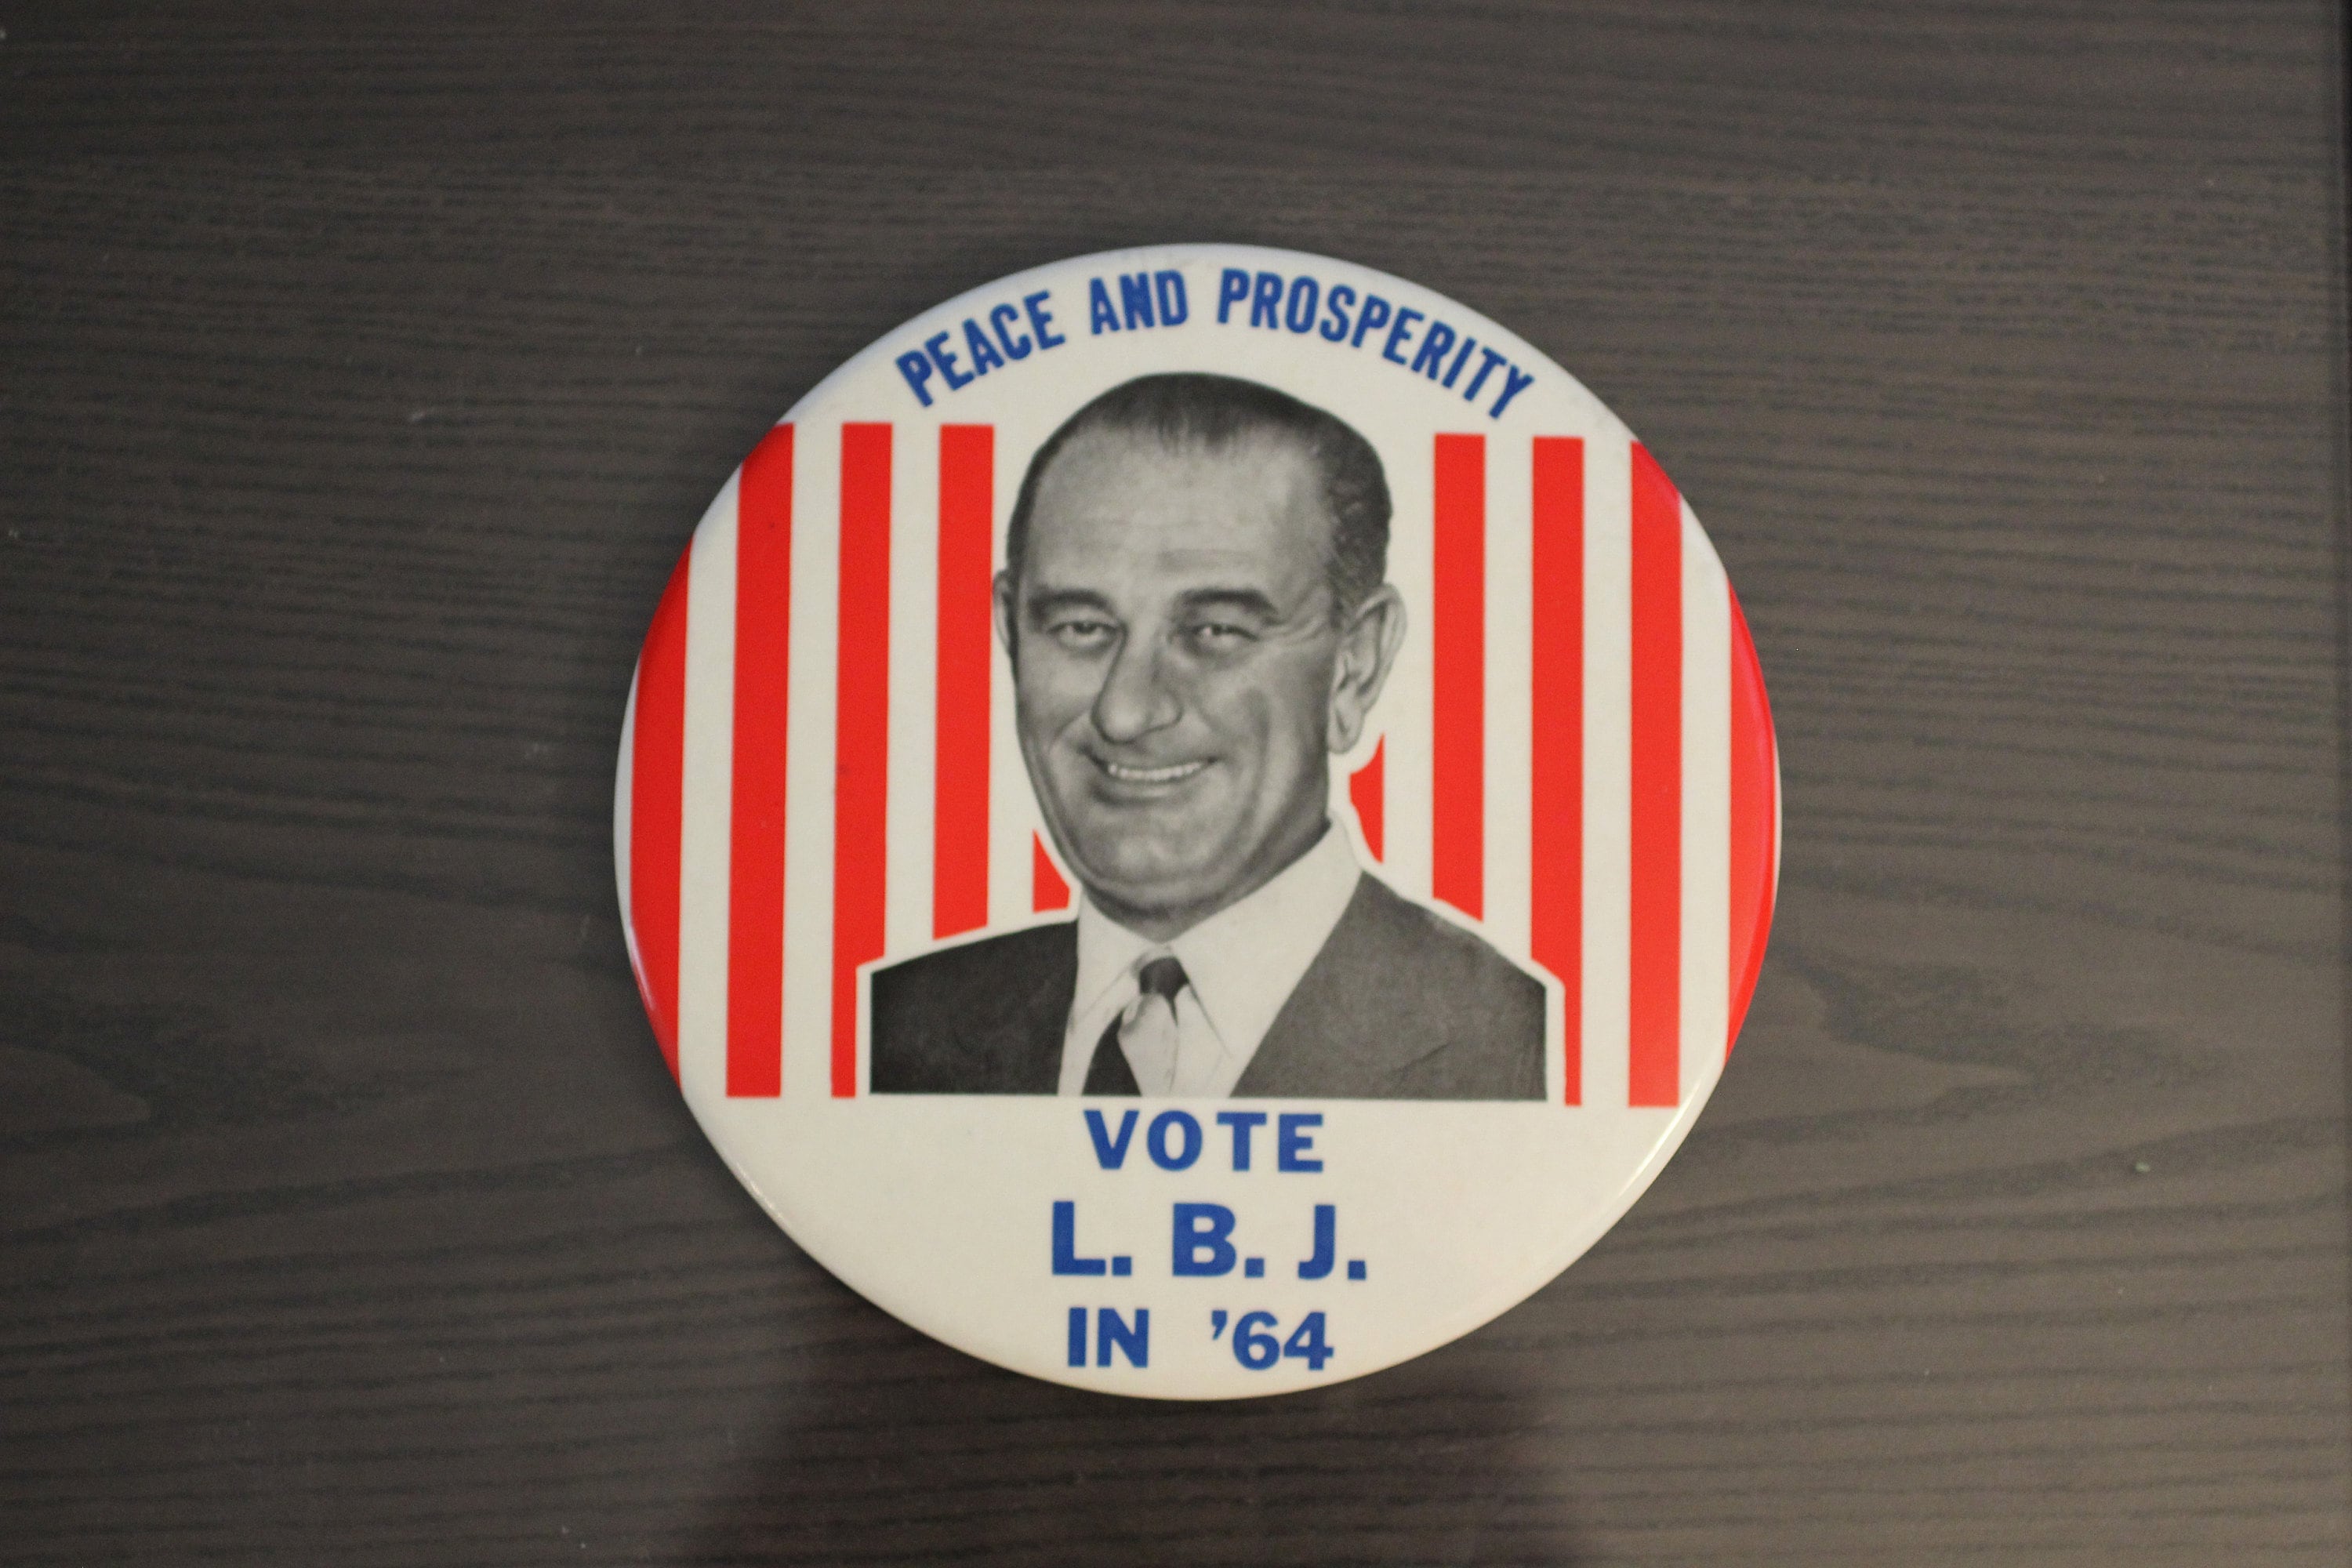 PEACE AND PROSPERITY
VOTE
L. B. J.
IN '64